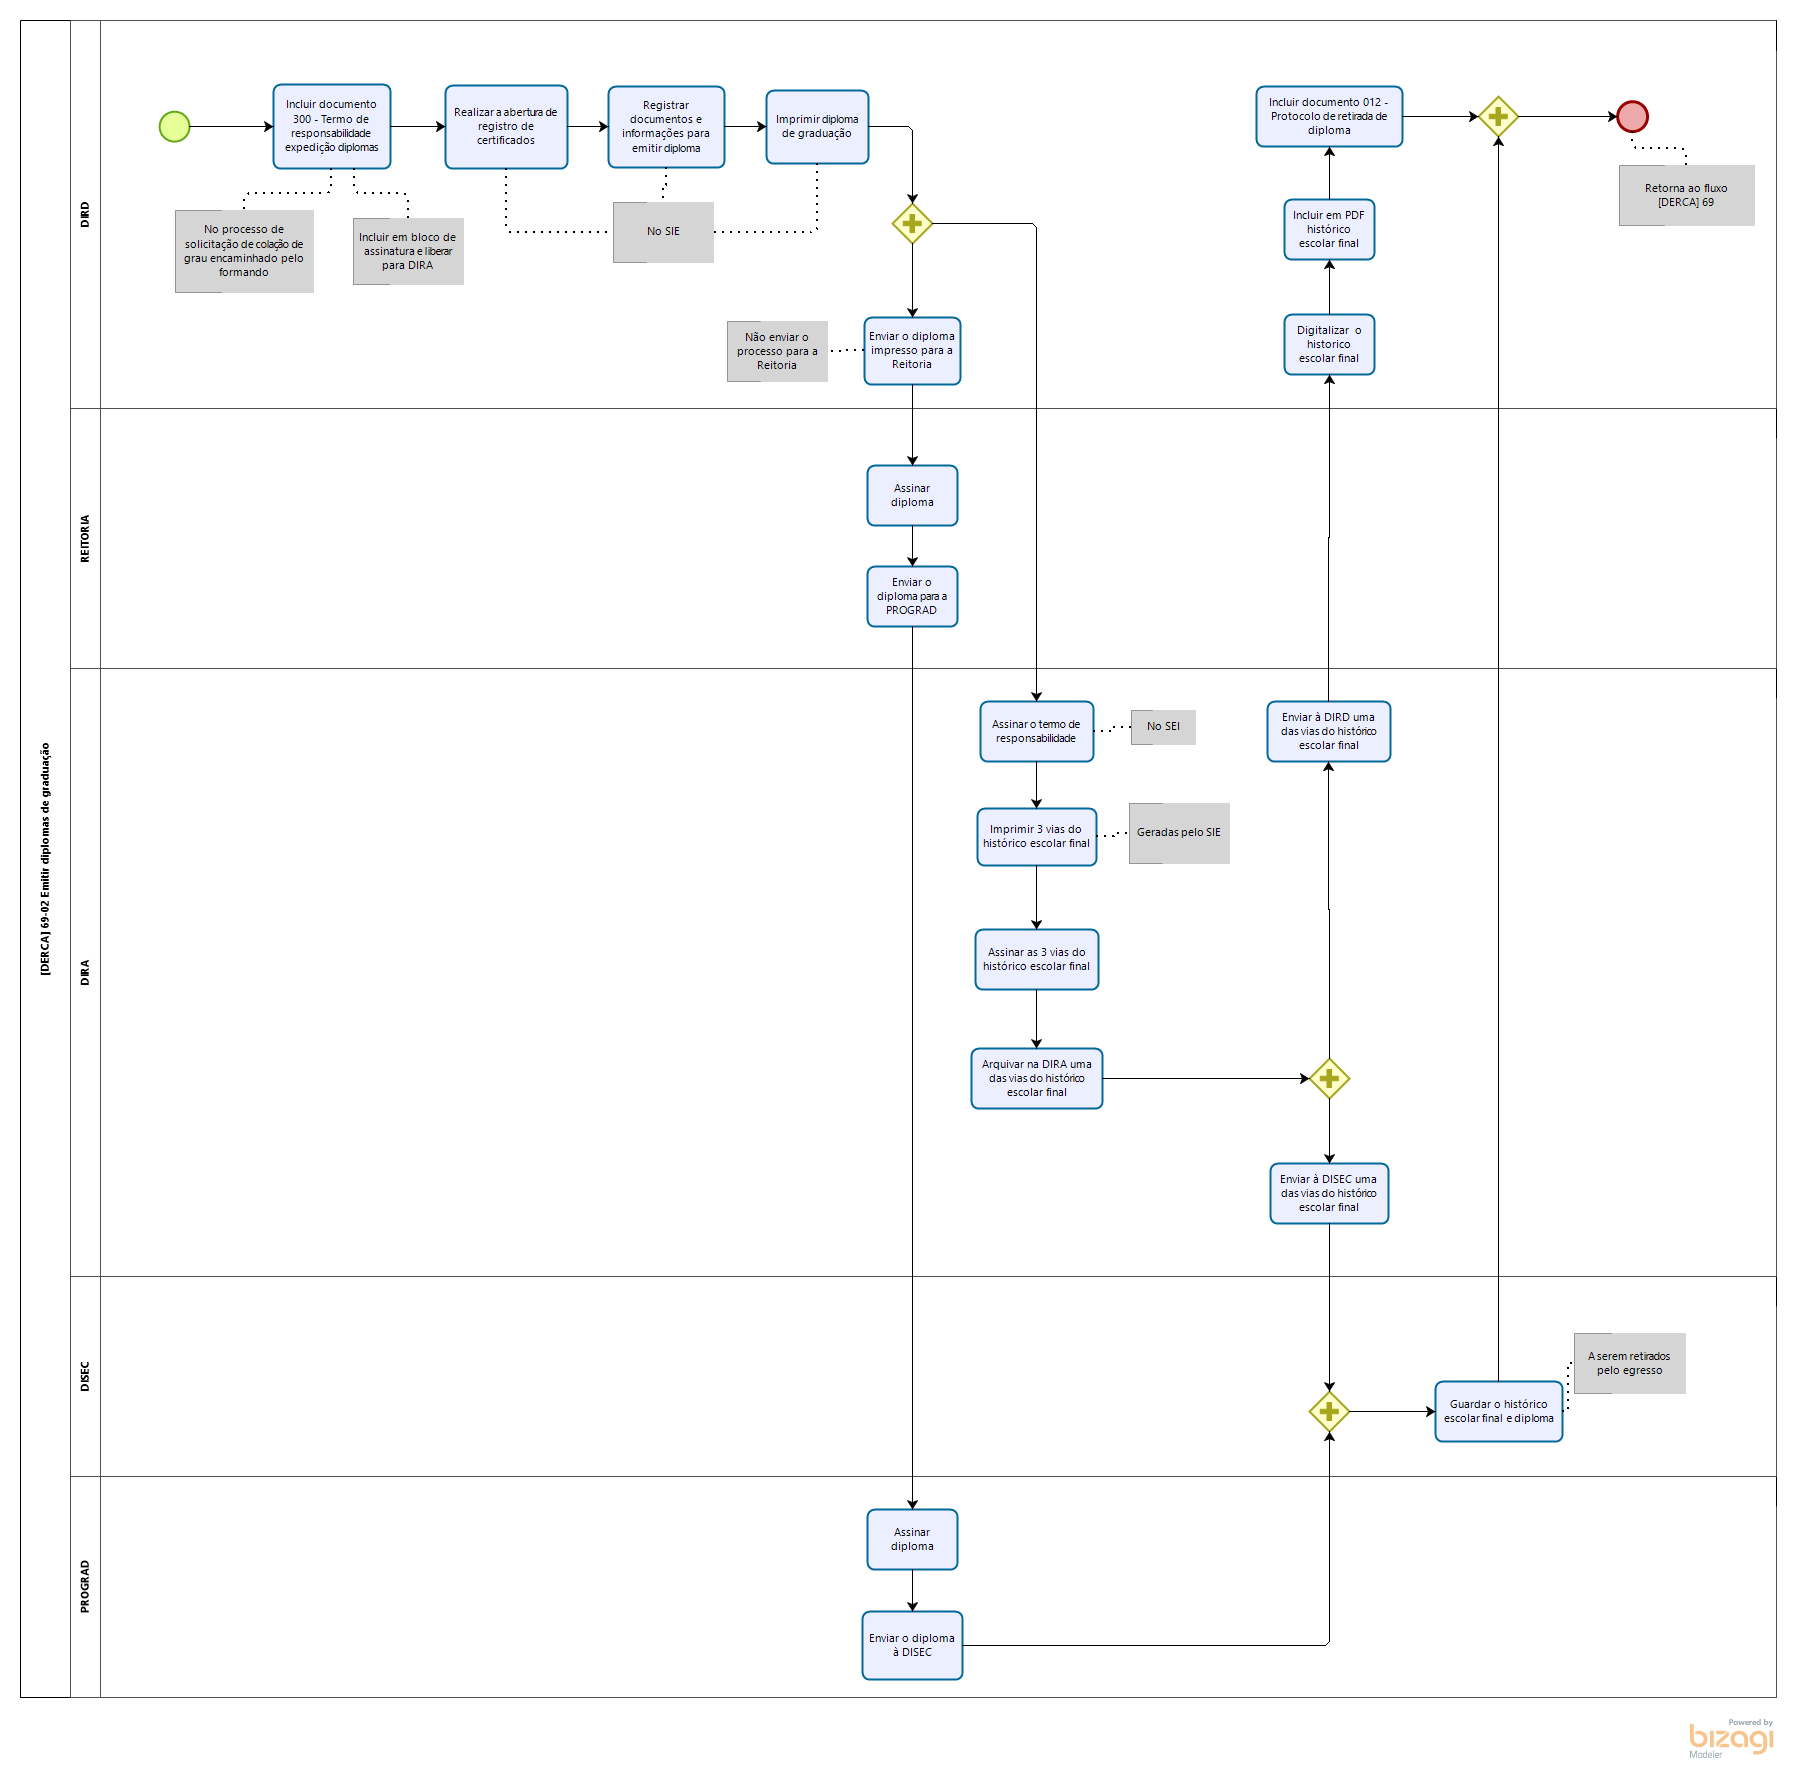 [DERCA] 69-02 Emitir diplomas de graduação
DIRD
Incluir documento
300 - Termo de
responsabilidade
expedição diplomas
Realizar a abertura de
registro de
certificados
Registrar
documentos e
informações para
emitir diploma
Imprimir diploma
de graduação
No processo de
solicitação de colação de
grau encaminhado pelo
formando
Incluir em bloco de
assinatura e liberar
para DIRA
No SIE
Não enviar o
processo para a
Reitoria
Enviar o diploma
impresso para a
Reitoria
Incluir documento 012 -
Protocolo de retirada de
diploma
Incluir em PDF
histórico
escolar final
Digitalizar o
historico
escolar final
Retorna ao fluxo
[DERCA] 69
REITORIA
Assinar
diploma
Enviar o
diploma para a
PROGRAD
DIRA
Assinar o termo de
responsabilidade
No SEI
Imprimir 3 vias do
histórico escolar final
Geradas pelo SIE
Assinar as 3 vias do
histórico escolar final
Arquivar na DIRA uma
das vias do histórico
escolar final
Enviar à DIRD uma
das vias do histórico
escolar final
Enviar à DISEC uma
das vias do histórico
escolar final
DISEC
Guardar o histórico
escolar final e diploma
A serem retirados
pelo egresso
PROGRAD
Assinar
diploma
Enviar o diploma
à DISEC
Powered by
bizagi
Modeler